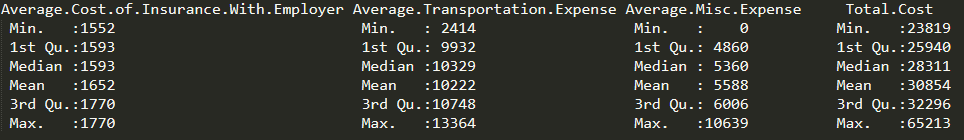 Average.Cost.of.Insurance.With.Employer Average.Transportation.Expense Average.Misc.Expense Total.Cost
Min. :1552 Min. : 2414 Min. : 0 Min. :23819
1st Qu.:1593 1st Qu.: 9932 1st Qu.: 4860 1st Qu.:25940
Median :1593 Median :10329 Median : 5360 Median :28311
Mean :1652 Mean :10222 Mean : 5588 Mean :30854
3rd Qu.:1770 3rd Qu.:10748 3rd Qu.: 6006 3rd Qu.:32296
Max. :1770 Max. :13364 Max. :10639 Max. :65213